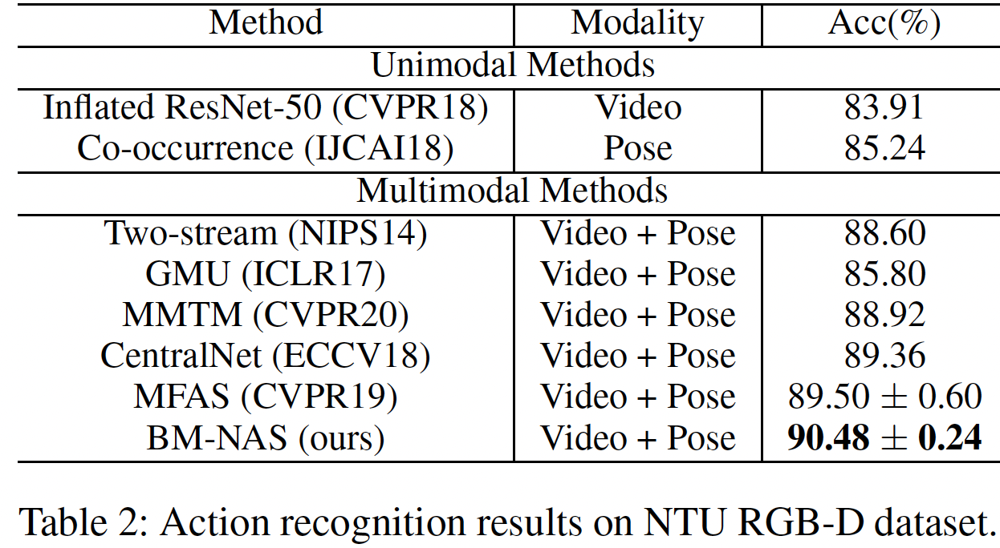 Method Modality Acc(%)
Unimodal Methods
Inflated ResNet-50 (CVPR18) Video 83.91
Co-occurrence (IJCAI18) Pose 85.24
Multimodal Methods
Two-stream (NIPS14) Video + Pose 88.60
GMU (ICLR17) Video + Pose 85.80
MMTM (CVPR20) Video + Pose 88.92
CentralNet (ECCV18) Video + Pose 89.36
MFAS (CVPR19) Video + Pose 89.50 ± 0.60
BM-NAS (ours) Video + Pose 90.48 ± 0.24
Table 2: Action recognition results on NTU RGB-D dataset.